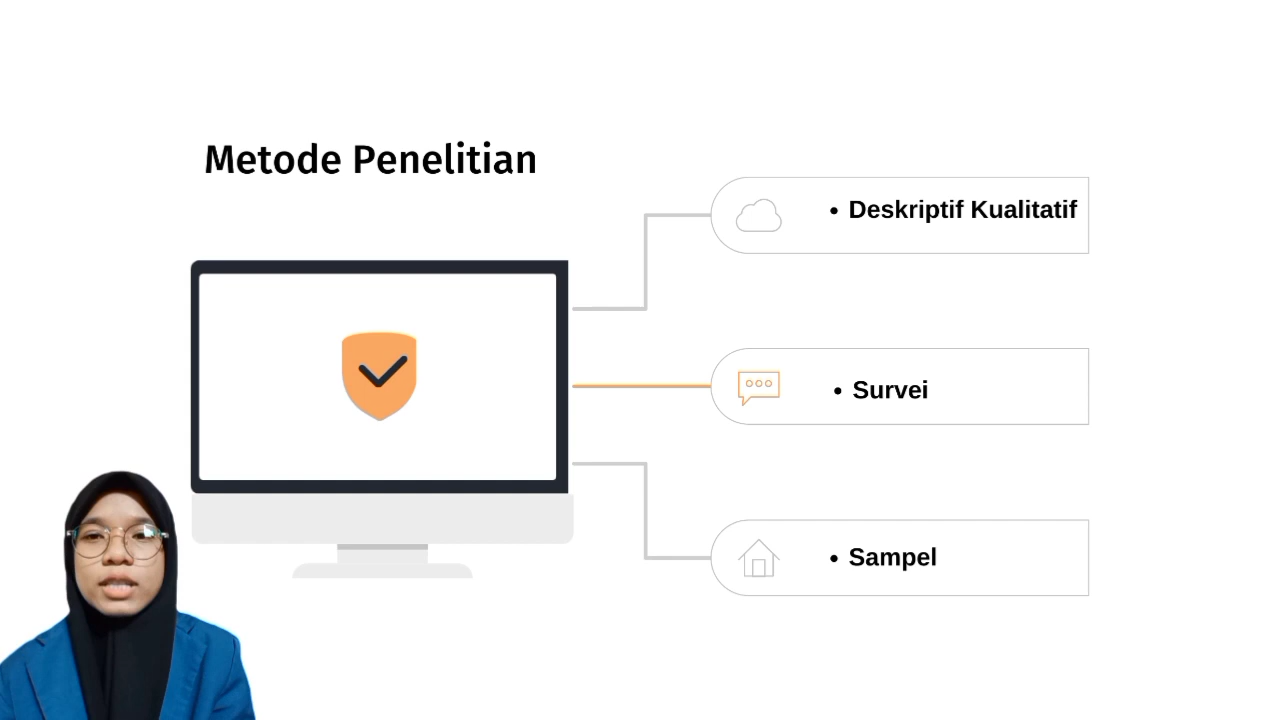 Metode Penelitian
• Deskriptif Kualitatif
• Survei
• Sampel